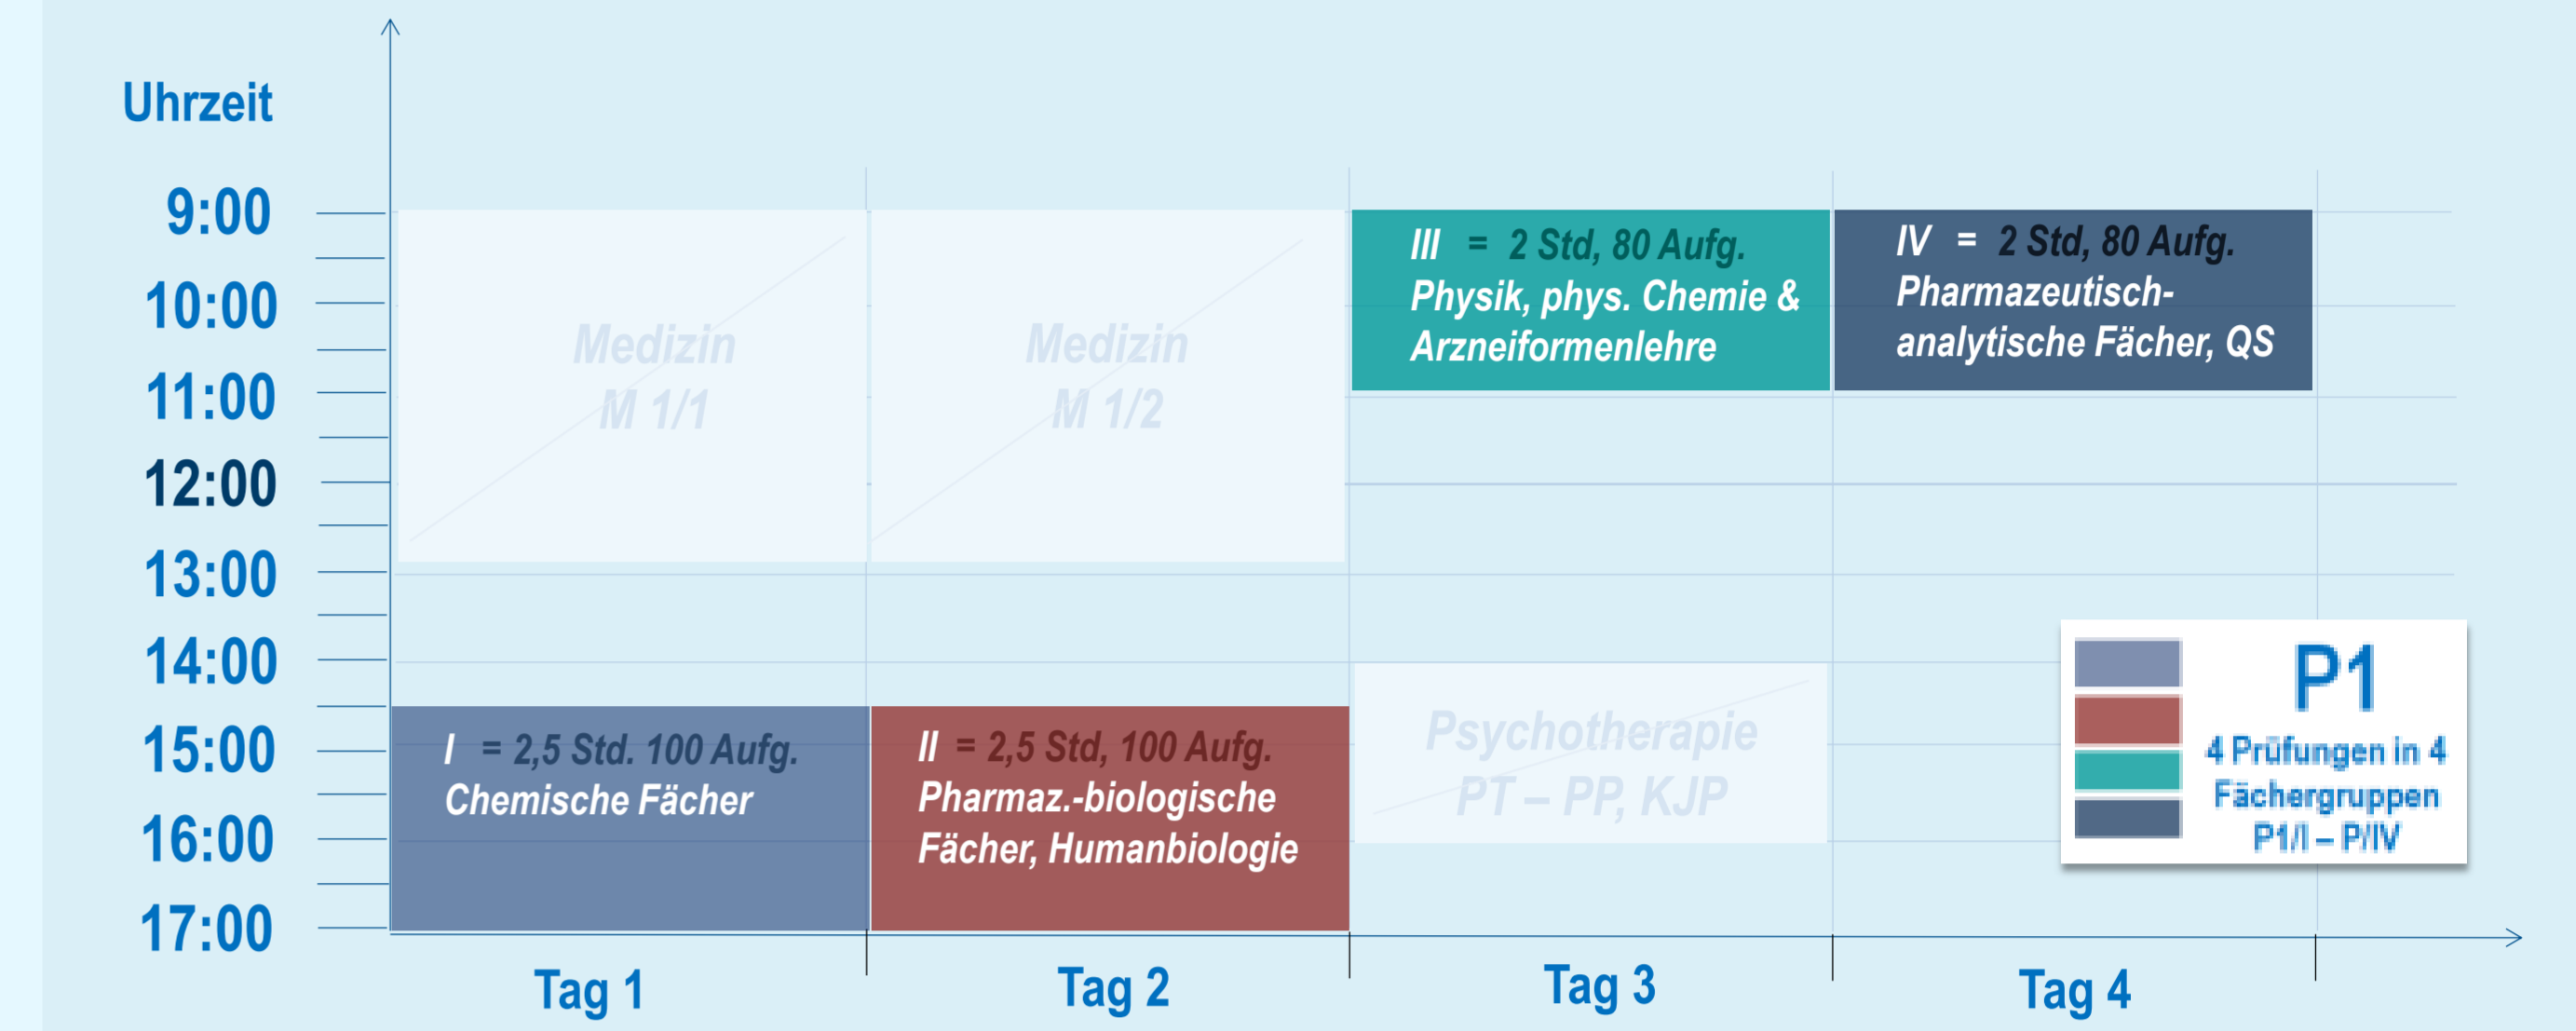 Uhrzeit
9:00
10:00
11:00
12:00
13:00
14:00
15:00
16:00
17:00
Medizin
M 1/1
Medizin
M 1/2
III = 2 Std, 80 Aufg.
Physik, phys. Chemie &
Arzneiformenlehre
IV = 2 Std, 80 Aufg.
Pharmazeutisch-
analytische Fächer, QS
I = 2,5 Std. 100 Aufg.
Chemische Fächer
II = 2,5 Std, 100 Aufg.
Pharmaz.-biologische
Fächer, Humanbiologie
Psychotherapie
PT – PP, KJP
P1
4 Prüfungen in 4
Fächergruppen
P1/I – P/IV
Tag 1
Tag 2
Tag 3
Tag 4